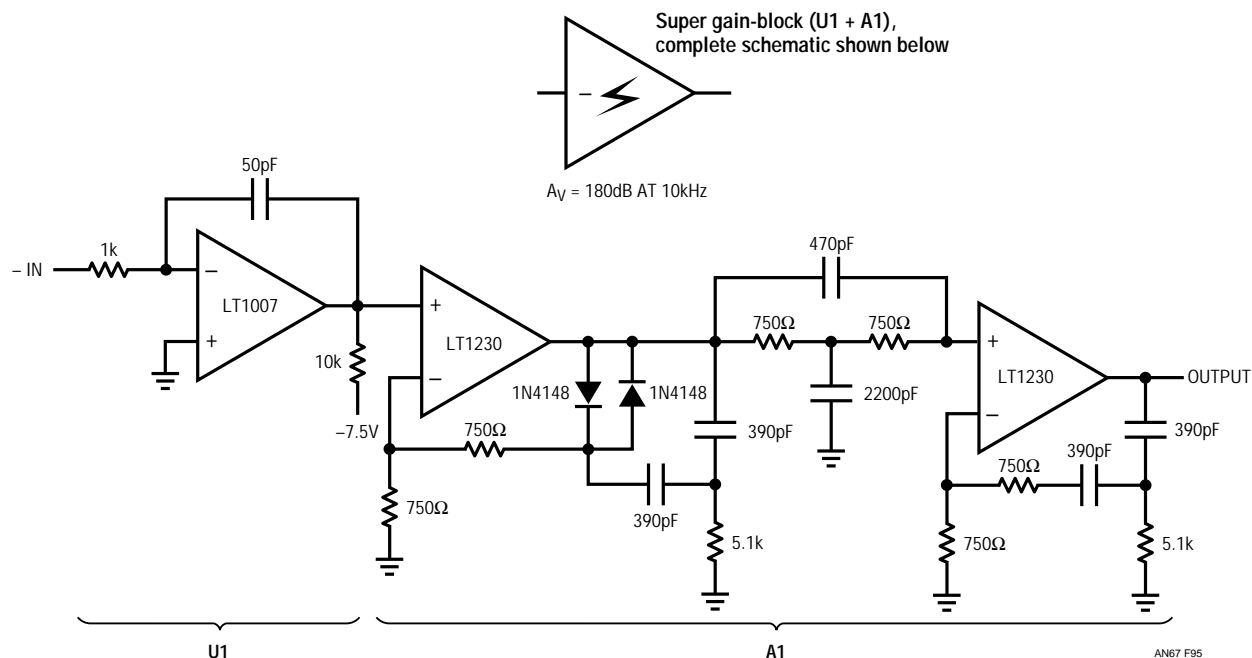 Super gain-block (U1 + A1),
complete schematic shown below
–
AV = 180dB AT 10kHz
50pF
1k
– IN
–
LT1007
+
10k
–7.5V
+
LT1230
–
1N4148
1N4148
750Ω
750Ω
390pF
390pF
5.1k
470pF
750Ω
750Ω
2200pF
+
LT1230
–
OUTPUT
390pF
390pF
750Ω
750Ω
5.1k
U1
A1
AN67 F95